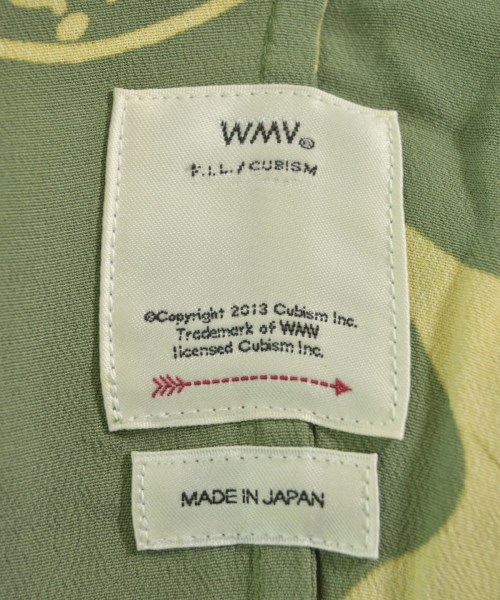 WMV®
F.I.L. / CUBISM
©Copyright 2013 Cubism Inc.
Trademark of WMV
licensed Cubism Inc.
MADE IN JAPAN